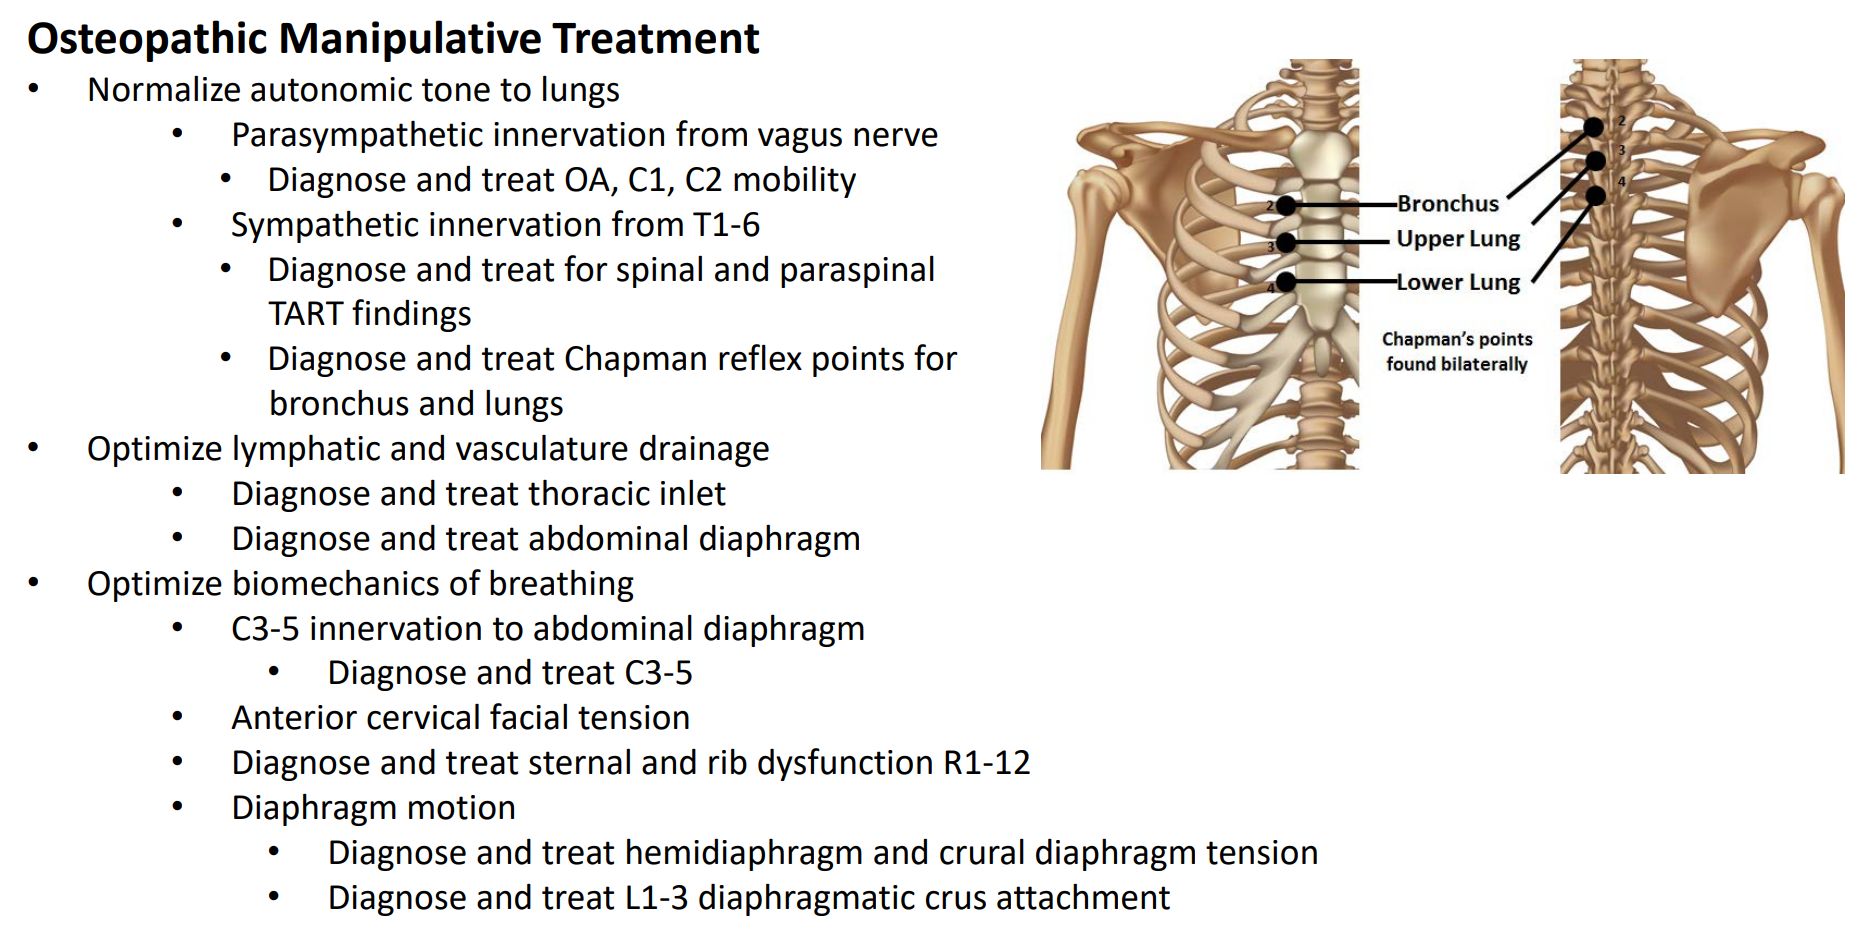 Osteopathic Manipulative Treatment
• Normalize autonomic tone to lungs
• Parasympathetic innervation from vagus nerve
• Diagnose and treat OA, C1, C2 mobility
• Sympathetic innervation from T1-6
• Diagnose and treat for spinal and paraspinal
TART findings
• Diagnose and treat Chapman reflex points for
bronchus and lungs
• Optimize lymphatic and vasculature drainage
• Diagnose and treat thoracic inlet
• Diagnose and treat abdominal diaphragm
• Optimize biomechanics of breathing
• C3-5 innervation to abdominal diaphragm
• Diagnose and treat C3-5
• Anterior cervical facial tension
• Diagnose and treat sternal and rib dysfunction R1-12
• Diaphragm motion
• Diagnose and treat hemidiaphragm and crural diaphragm tension
• Diagnose and treat L1-3 diaphragmatic crus attachment
2
3
4
Bronchus
Upper Lung
Lower Lung
Chapman's points
found bilaterally
2
3
4